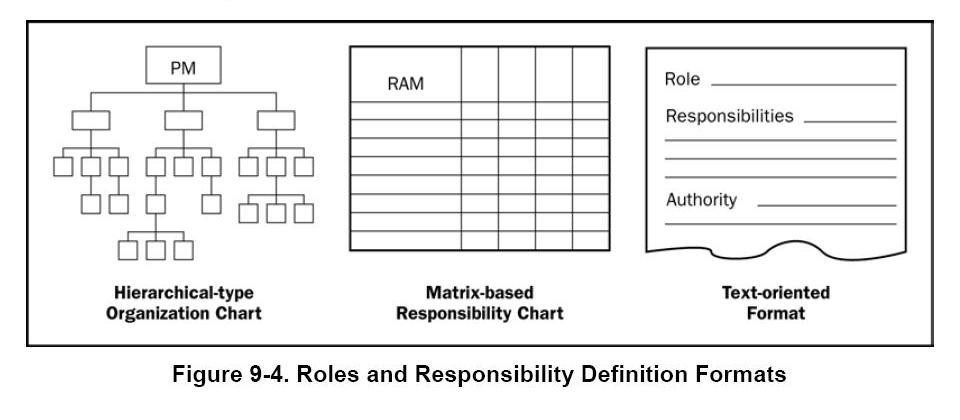 PM
RAM
Role
Responsibilities
Authority
Hierarchical-type
Organization Chart
Matrix-based
Responsibility Chart
Text-oriented
Format
Figure 9-4. Roles and Responsibility Definition Formats